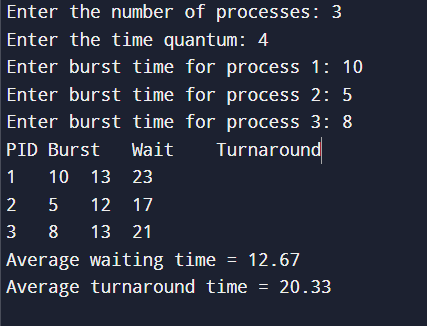 Enter the number of processes: 3
Enter the time quantum: 4
Enter burst time for process 1: 10
Enter burst time for process 2: 5
Enter burst time for process 3: 8
PID Burst   Wait    Turnaround
1   10  13  23
2   5   12  17
3   8   13  21
Average waiting time = 12.67
Average turnaround time = 20.33